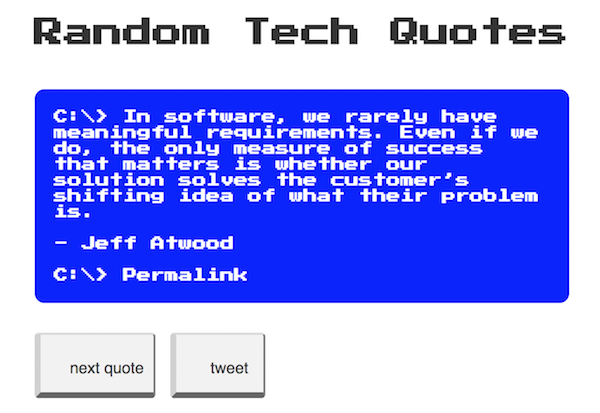 Random Tech Quotes
C:\> In software, we rarely have
meaningful requirements. Even if we
do, the only measure of success
that matters is whether our
solution solves the customer's
shifting idea of what their problem
is.
- Jeff Atwood
C:\> Permalink
next quote
tweet